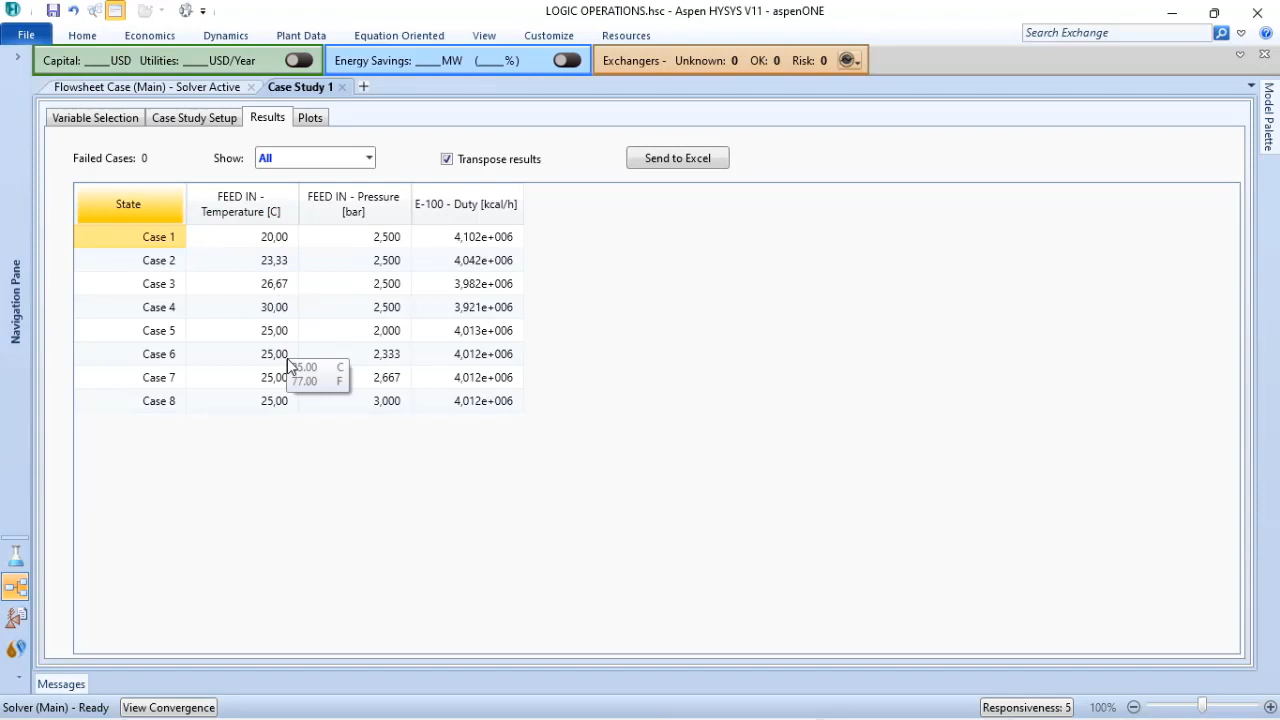 LOGIC OPERATIONS.hsc - Aspen HYSYS V11 - aspenONE
File Home Economics Dynamics Plant Data Equation Oriented View Customize Resources Search Exchange
Capital: ____USD Utilities: ____USD/Year Energy Savings: ____MW (____%) Exchangers - Unknown: 0 OK: 0 Risk: 0
Flowsheet Case (Main) - Solver Active Case Study 1
Model Palette
Variable Selection Case Study Setup Results Plots
Failed Cases: 0 Show: All Transpose results Send to Excel
State FEED IN - Temperature [C] FEED IN - Pressure [bar] E-100 - Duty [kcal/h]
Case 1 20,00 2,500 4,102e+006
Case 2 23,33 2,500 4,042e+006
Case 3 26,67 2,500 3,982e+006
Case 4 30,00 2,500 3,921e+006
Case 5 25,00 2,000 4,013e+006
Case 6 25,00 2,333 4,012e+006
Case 7 25,00 2,667 4,012e+006
Case 8 25,00 3,000 4,012e+006
C
77.00 F
Navigation Pane
Messages
Solver (Main) - Ready View Convergence Responsiveness: 5 100%